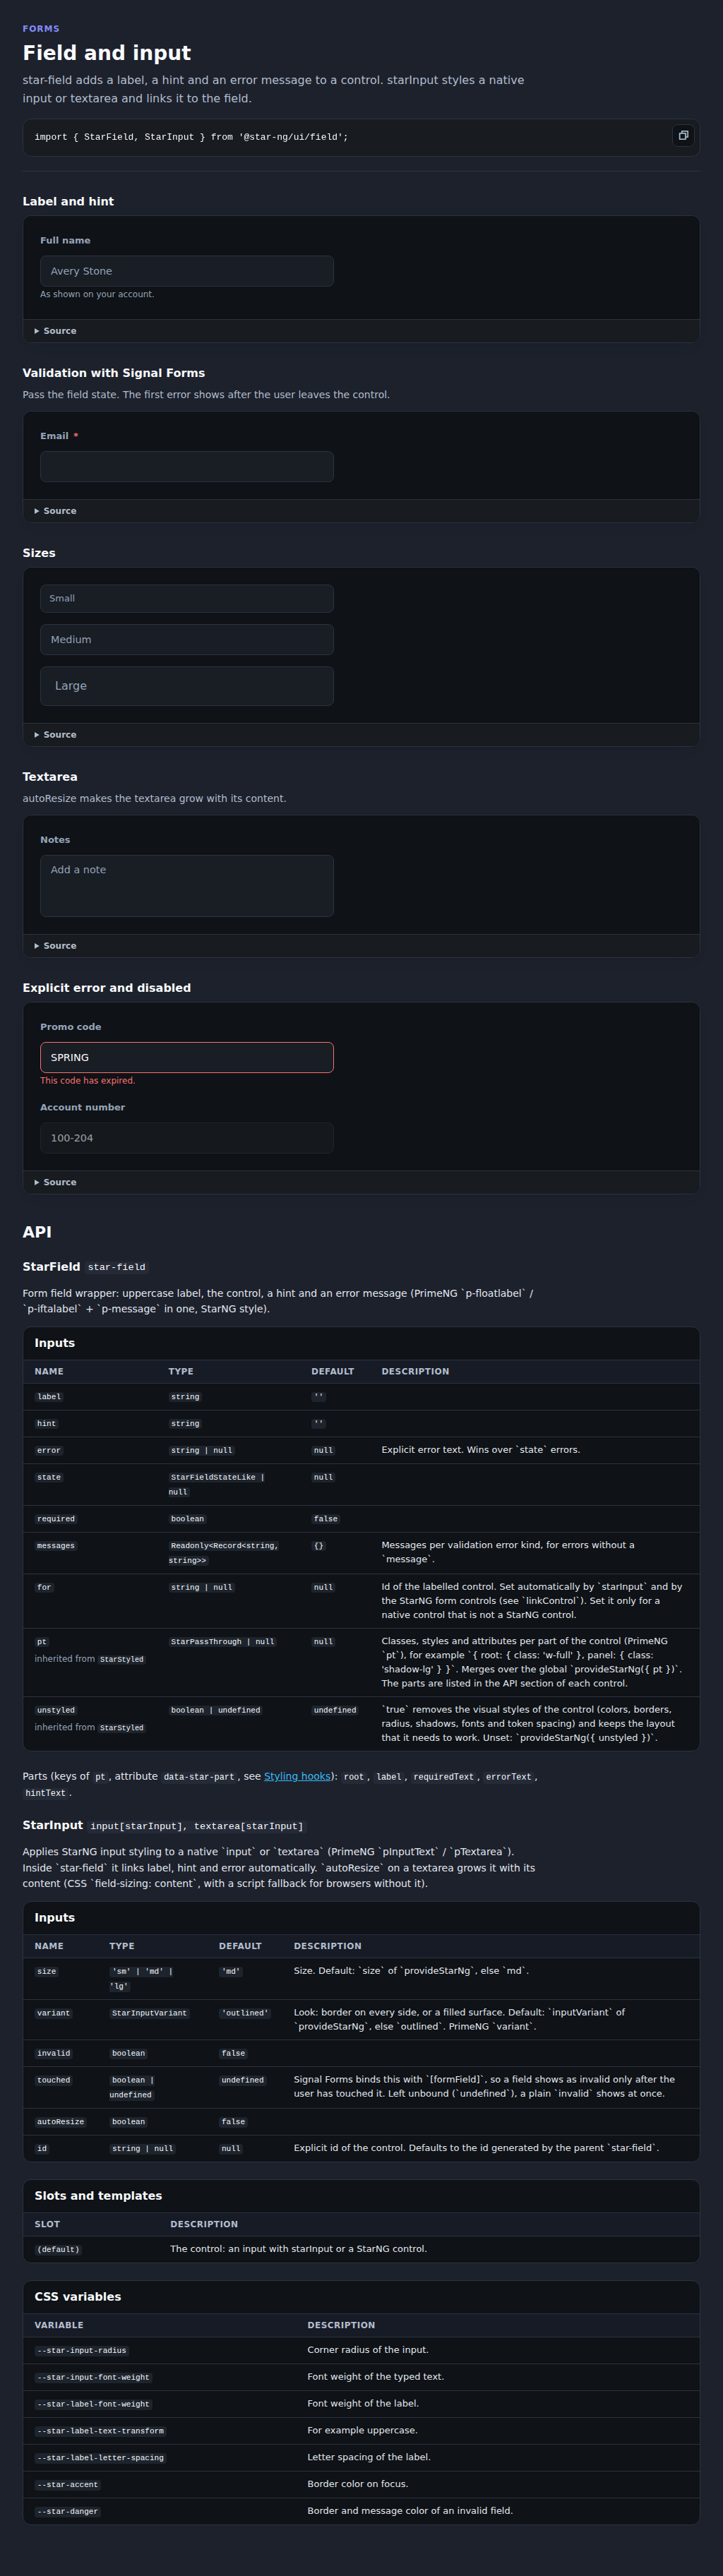 FORMS
Field and input
star-field adds a label, a hint and an error message to a control. starInput styles a native
input or textarea and links it to the field.
import { StarField, StarInput } from '@star-ng/ui/field';
Label and hint
Full name
Avery Stone
As shown on your account.
Source
Validation with Signal Forms
Pass the field state. The first error shows after the user leaves the control.
Email *
Source
Sizes
Small
Medium
Large
Source
Textarea
autoResize makes the textarea grow with its content.
Notes
Add a note
Source
Explicit error and disabled
Promo code
SPRING
This code has expired.
Account number
100-204
Source
API
StarField star-field
Form field wrapper: uppercase label, the control, a hint and an error message (PrimeNG `p-floatlabel` /
`p-iftalabel` + `p-message` in one, StarNG style).
Inputs
NAME TYPE DEFAULT DESCRIPTION
label string ''
hint string ''
error string | null null Explicit error text. Wins over `state` errors.
state StarFieldStateLike | null
null
required boolean false
messages Readonly<Record<string, {} Messages per validation error kind, for errors without a
string>> `message`.
for string | null null Id of the labelled control. Set automatically by `starInput` and by
the StarNG form controls (see `linkControl`). Set it only for a
native control that is not a StarNG control.
pt StarPassThrough | null null Classes, styles and attributes per part of the control (PrimeNG
inherited from StarStyled `pt`), for example `{ root: { class: 'w-full' }, panel: { class:
'shadow-lg' } }`. Merges over the global `provideStarNg({ pt })`.
The parts are listed in the API section of each control.
unstyled boolean | undefined undefined `true` removes the visual styles of the control (colors, borders,
inherited from StarStyled radius, shadows, fonts and token spacing) and keeps the layout
that it needs to work. Unset: `provideStarNg({ unstyled })`.
Parts (keys of pt, attribute data-star-part, see Styling hooks): root, label, requiredText, errorText,
hintText.
StarInput input[starInput], textarea[starInput]
Applies StarNG input styling to a native `input` or `textarea` (PrimeNG `pInputText` / `pTextarea`).
Inside `star-field` it links label, hint and error automatically. `autoResize` on a textarea grows it with its
content (CSS `field-sizing: content`, with a script fallback for browsers without it).
Inputs
NAME TYPE DEFAULT DESCRIPTION
size 'sm' | 'md' | 'md' Size. Default: `size` of `provideStarNg`, else `md`.
'lg'
variant StarInputVariant 'outlined' Look: border on every side, or a filled surface. Default: `inputVariant` of
`provideStarNg`, else `outlined`. PrimeNG `variant`.
invalid boolean false
touched boolean | undefined Signal Forms binds this with `[formField]`, so a field shows as invalid only after the
undefined user has touched it. Left unbound (`undefined`), a plain `invalid` shows at once.
autoResize boolean false
id string | null null Explicit id of the control. Defaults to the id generated by the parent `star-field`.
Slots and templates
SLOT DESCRIPTION
(default) The control: an input with starInput or a StarNG control.
CSS variables
VARIABLE DESCRIPTION
--star-input-radius Corner radius of the input.
--star-input-font-weight Font weight of the typed text.
--star-label-font-weight Font weight of the label.
--star-label-text-transform For example uppercase.
--star-label-letter-spacing Letter spacing of the label.
--star-accent Border color on focus.
--star-danger Border and message color of an invalid field.